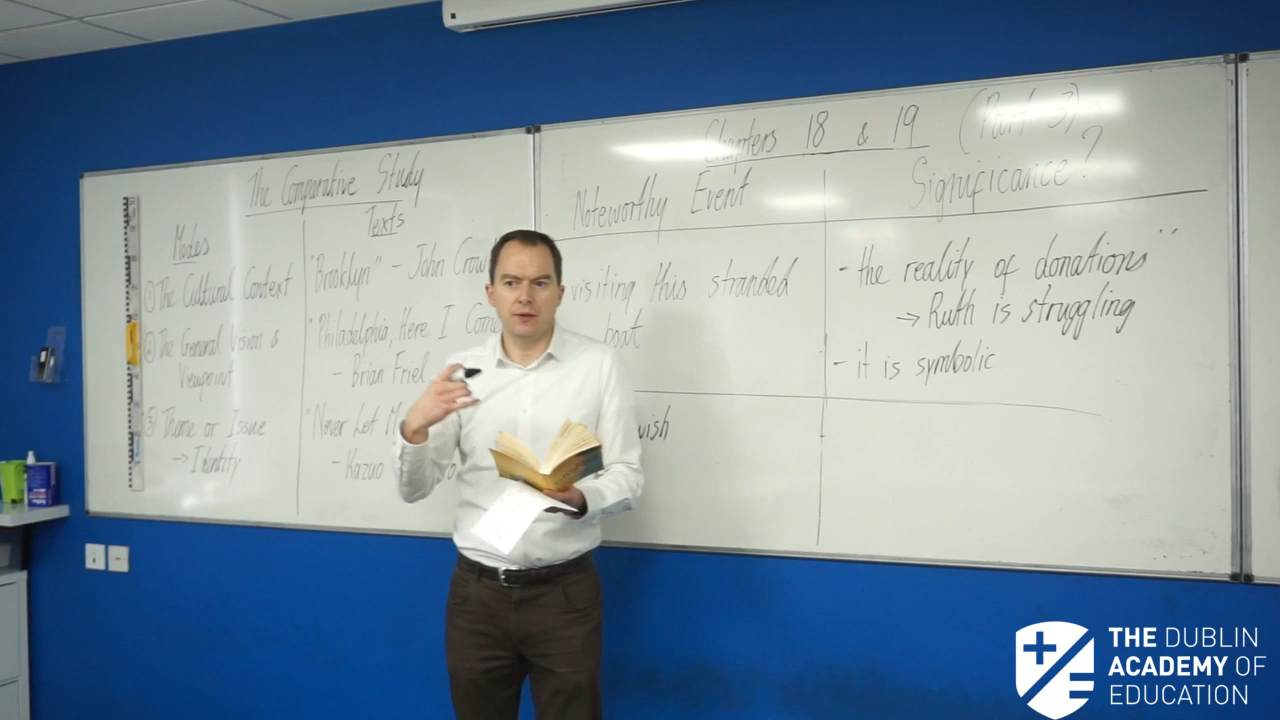 The Comparative Study
Modes
① The Cultural Context
② The General Vision &
Viewpoint
③ Theme or Issue
→ Identity
Texts
"Brooklyn" - John Crow
"Philadelphia, Here I Come
- Brian Friel
"Never Let M
- Kazuo
Chapters 18 & 19 (Part 3)
Noteworthy Event
visiting this stranded
boat
wish
Significance?
- the reality of "donations"
→ Ruth is struggling
- it is symbolic
THE DUBLIN
ACADEMY OF
EDUCATION